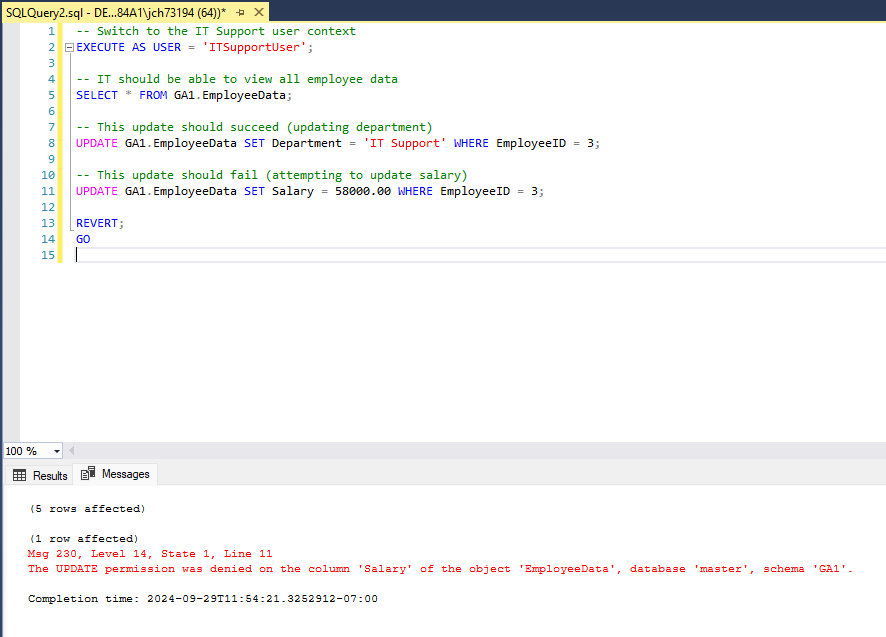 SQLQuery2.sql - DE...84A1\jch73194 (64))*
1 -- Switch to the IT Support user context
2 EXECUTE AS USER = 'ITSupportUser';
3
4 -- IT should be able to view all employee data
5 SELECT * FROM GA1.EmployeeData;
6
7 -- This update should succeed (updating department)
8 UPDATE GA1.EmployeeData SET Department = 'IT Support' WHERE EmployeeID = 3;
9
10 -- This update should fail (attempting to update salary)
11 UPDATE GA1.EmployeeData SET Salary = 58000.00 WHERE EmployeeID = 3;
12
13 REVERT;
14 GO
15
100 %
Results Messages
(5 rows affected)
(1 row affected)
Msg 230, Level 14, State 1, Line 11
The UPDATE permission was denied on the column 'Salary' of the object 'EmployeeData', database 'master', schema 'GA1'.
Completion time: 2024-09-29T11:54:21.3252912-07:00